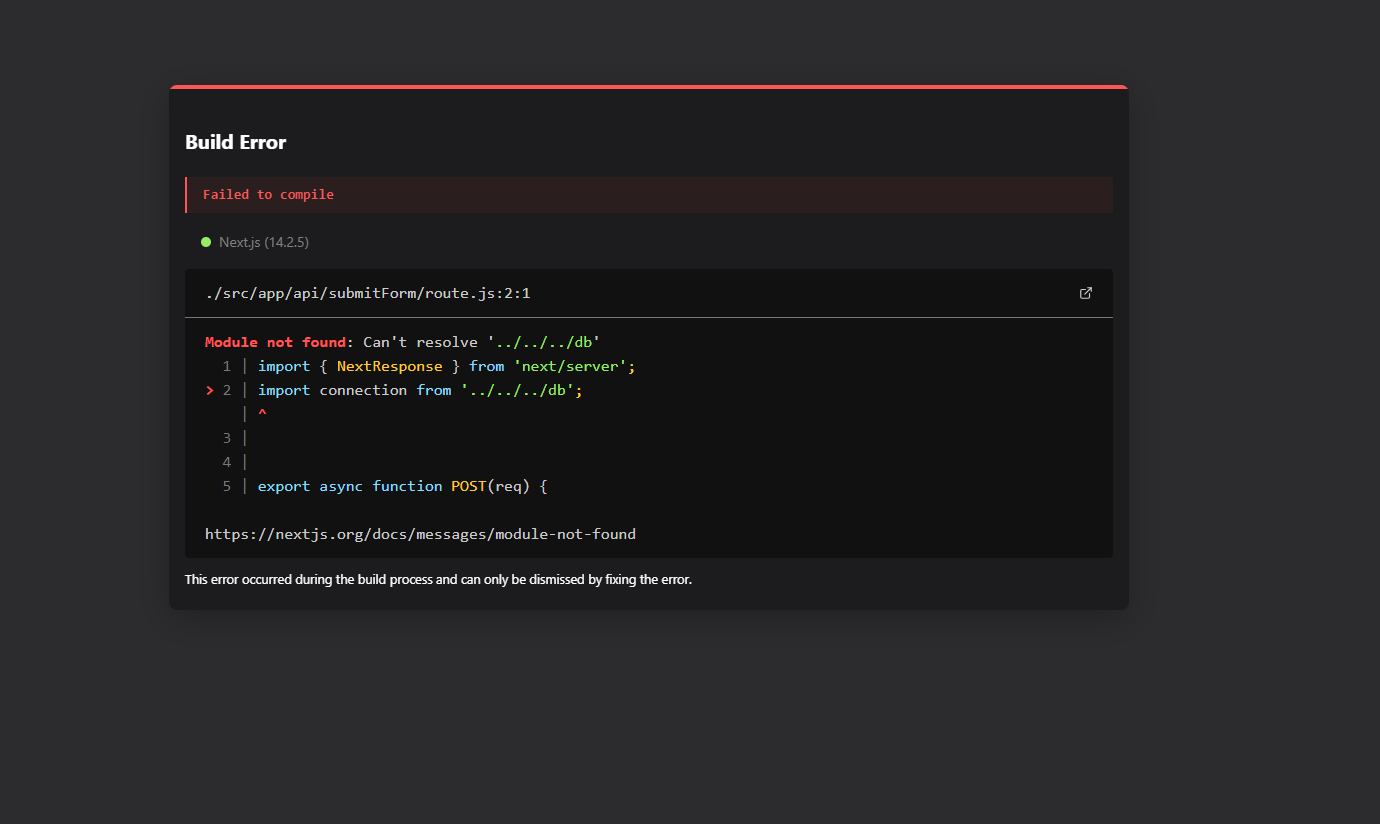 Build Error
Failed to compile
Next.js (14.2.5)
./src/app/api/submitForm/route.js:2:1
Module not found: Can't resolve '../../../db'
1 | import { NextResponse } from 'next/server';
> 2 | import connection from '../../../db';
| ^
3 |
4 |
5 | export async function POST(req) {
https://nextjs.org/docs/messages/module-not-found
This error occurred during the build process and can only be dismissed by fixing the error.